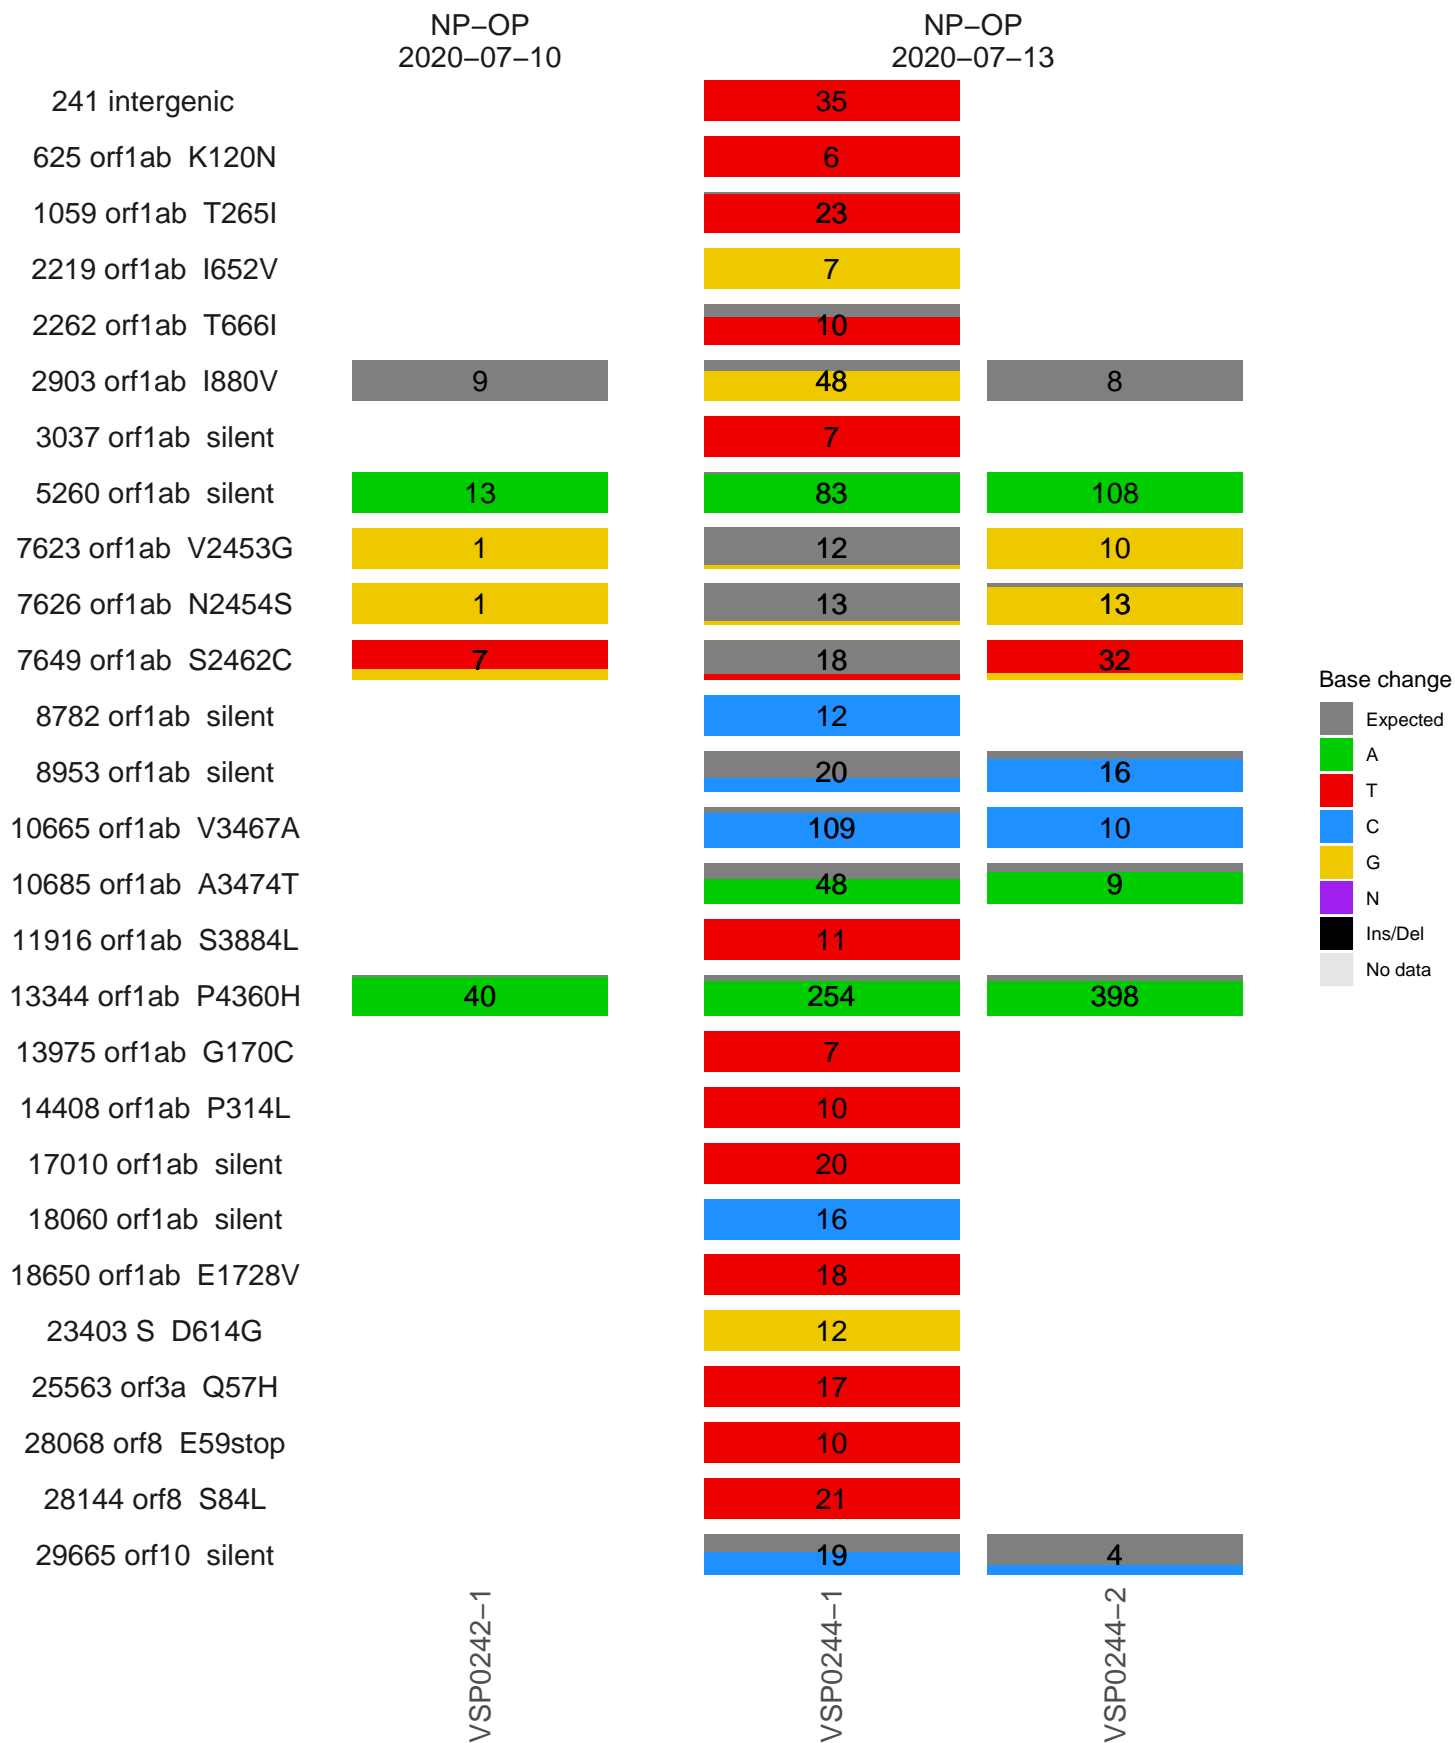 NP−OP
2020−07−10
NP−OP
2020−07−13
241 intergenic 35
625 orf1ab K120N 6
1059 orf1ab T265I 23
2219 orf1ab I652V 7
2262 orf1ab T666I 10
2903 orf1ab I880V 9 48 8
3037 orf1ab silent 7
5260 orf1ab silent 13 83 108
7623 orf1ab V2453G 1 12 10
7626 orf1ab N2454S 1 13 13
7649 orf1ab S2462C 7 18 32
8782 orf1ab silent 12
8953 orf1ab silent 20 16
10665 orf1ab V3467A 109 10
10685 orf1ab A3474T 48 9
11916 orf1ab S3884L 11
13344 orf1ab P4360H 40 254 398
13975 orf1ab G170C 7
14408 orf1ab P314L 10
17010 orf1ab silent 20
18060 orf1ab silent 16
18650 orf1ab E1728V 18
23403 S D614G 12
25563 orf3a Q57H 17
28068 orf8 E59stop 10
28144 orf8 S84L 21
29665 orf10 silent 19 4
VSP0242−1
VSP0244−1
VSP0244−2
Base change
Expected
A
T
C
G
N
Ins/Del
No data